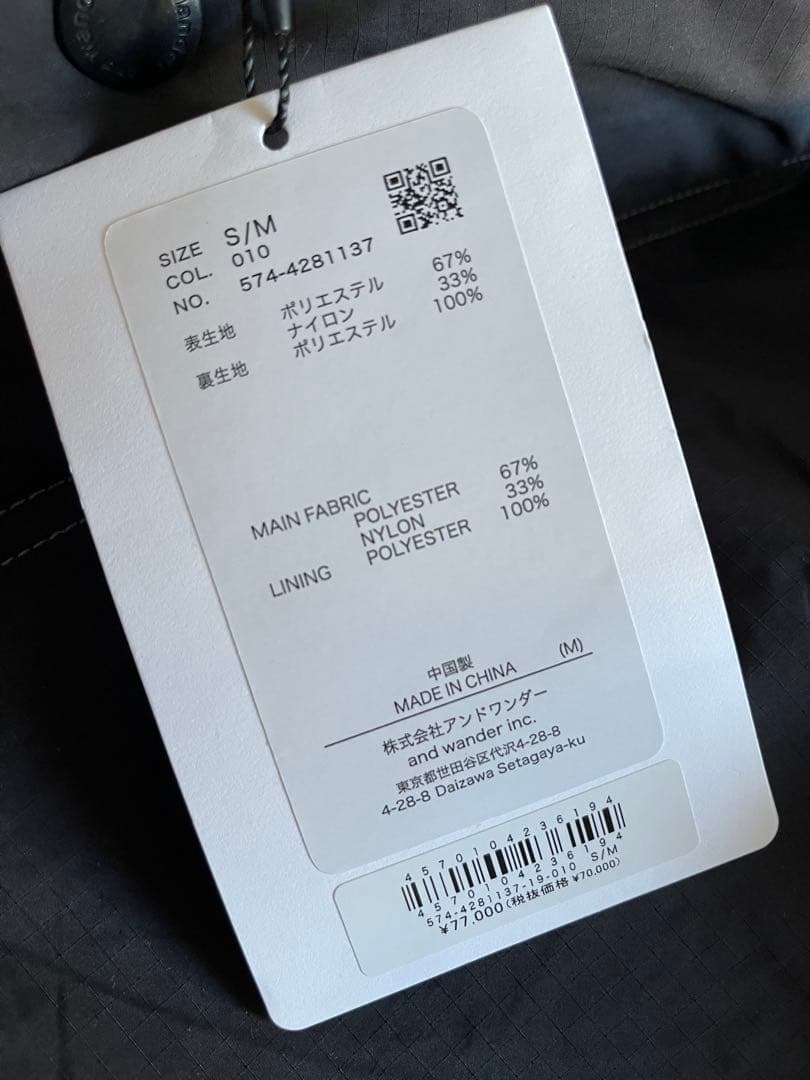 SIZE S/M
COL. 010
NO. 574-4281137
表生地 ポリエステル 67%
ナイロン 33%
裏生地 ポリエステル 100%
MAIN FABRIC
POLYESTER 67%
NYLON 33%
LINING POLYESTER 100%
中国製
MADE IN CHINA (M)
株式会社アンドワンダー
and wander inc.
東京都世田谷区代沢4-28-8
4-28-8 Daizawa Setagaya-ku
4570104236194
4570104236194
574-4281137-19-010 S/M
¥77,000(税抜価格 ¥70,000)